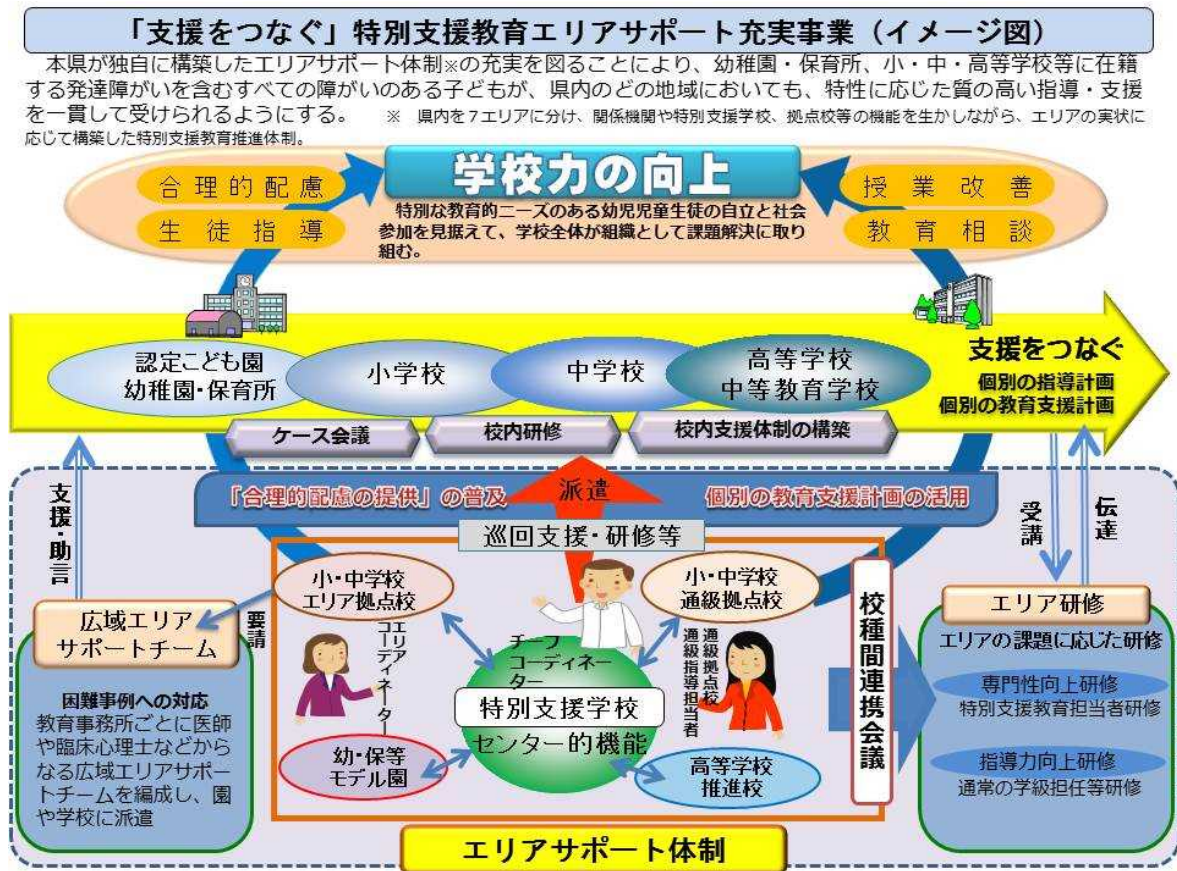 「支援をつなぐ」特別支援教育エリアサポート充実事業（イメージ図）
本県が独自に構築したエリアサポート体制※の充実を図ることにより、幼稚園・保育所、小・中・高等学校等に在籍
する発達障がいを含むすべての障がいのある子どもが、県内のどの地域においても、特性に応じた質の高い指導・支援
を一貫して受けられるようにする。　※　県内を７エリアに分け、関係機関や特別支援学校、拠点校等の機能を生かしながら、エリアの実状に
応じて構築した特別支援教育推進体制。
学校力の向上
合理的配慮
生徒指導
授業改善
教育相談
特別な教育的ニーズのある幼児児童生徒の自立と社会
参加を見据えて、学校全体が組織として課題解決に取り
組む。
認定こども園
幼稚園・保育所
小学校
中学校
高等学校
中等教育学校
支援をつなぐ
個別の指導計画
個別の教育支援計画
ケース会議
校内研修
校内支援体制の構築
支援・助言
「合理的配慮の提供」の普及
派遣
個別の教育支援計画の活用
受講
伝達
巡回支援・研修等
小・中学校
エリア拠点校
小・中学校
通級拠点校
校種間連携会議
広域エリア
サポートチーム
要請
困難事例への対応
教育事務所ごとに医師
や臨床心理士などから
なる広域エリアサポー
トチームを編成し、園
や学校に派遣
エリア
コーディネーター
チーフ
コーディネー
ター
通級拠点校
通級指導担当者
特別支援学校
センター的機能
幼・保等
モデル園
高等学校
推進校
エリア研修
エリアの課題に応じた研修
専門性向上研修
特別支援教育担当者研修
指導力向上研修
通常の学級担任等研修
エリアサポート体制